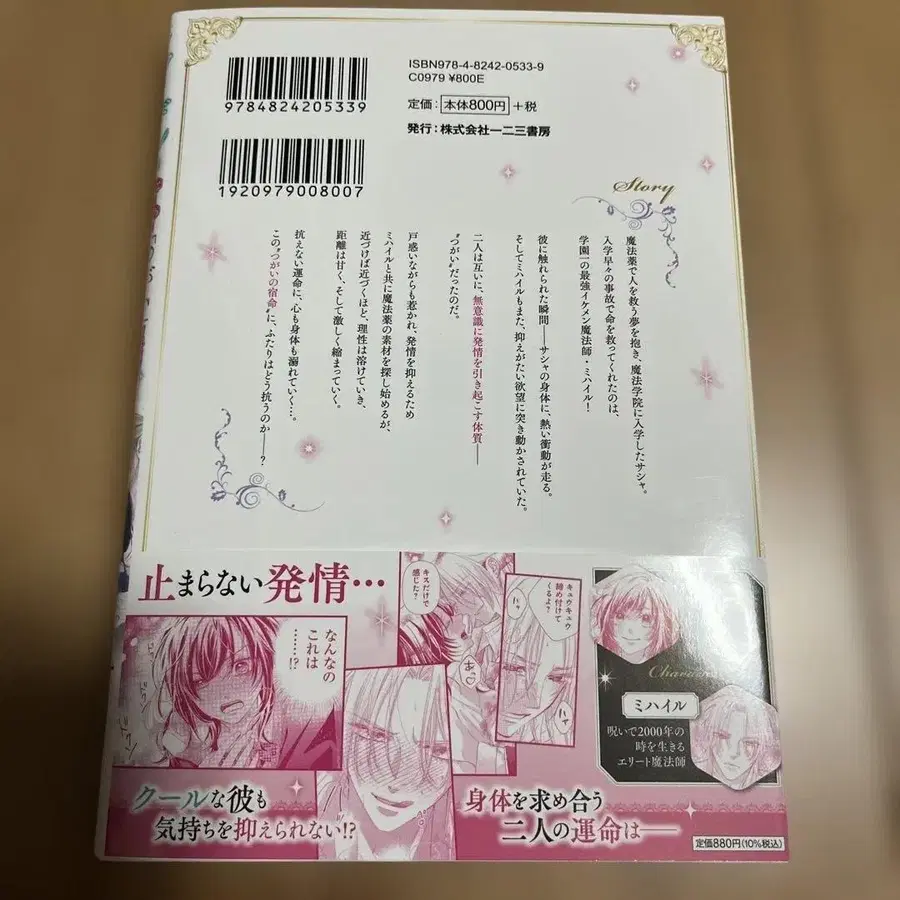 ISBN978-4-8242-0533-9
C0979 ¥800E
定価：本体800円+税
発行：株式会社一二三書房
9784824205339
1920979008007
Story
魔法薬で人を救う夢を抱き、魔法学院に入学したサシャ。
入学早々の事故で命を救ってくれたのは、
学園一の最強イケメン魔法師・ミハイル！
彼に触れられた瞬間――サシャの身体に、熱い衝動が走る。
そしてミハイルもまた、抑えがたい欲望に突き動かされていた。
二人は互いに、無意識に発情を引き起こす体質――
“つがい”だったのだ。
戸惑いながらも惹かれ、発情を抑えるため
ミハイルと共に魔法薬の素材を探し始めるが、
近づけば近づくほど、理性は溶けていき、
距離は甘く、そして激しく縮まっていく。
抗えない運命に、心も身体も溺れていく…。
この“つがいの宿命”に、ふたりはどう抗うのか――？
止まらない発情…
なんなの
これは
……!?
ドクン
ドクン
キスだけで
感じた？
ハァ
あっ♡
キュウキュウ
締め付けて
くるよ？
ハァ
Charac
ミハイル
呪いで2000年の
時を生きる
エリート魔法師
クールな彼も
気持ちを抑えられない!?
身体を求め合う
二人の運命は――
定価880円(10%税込)